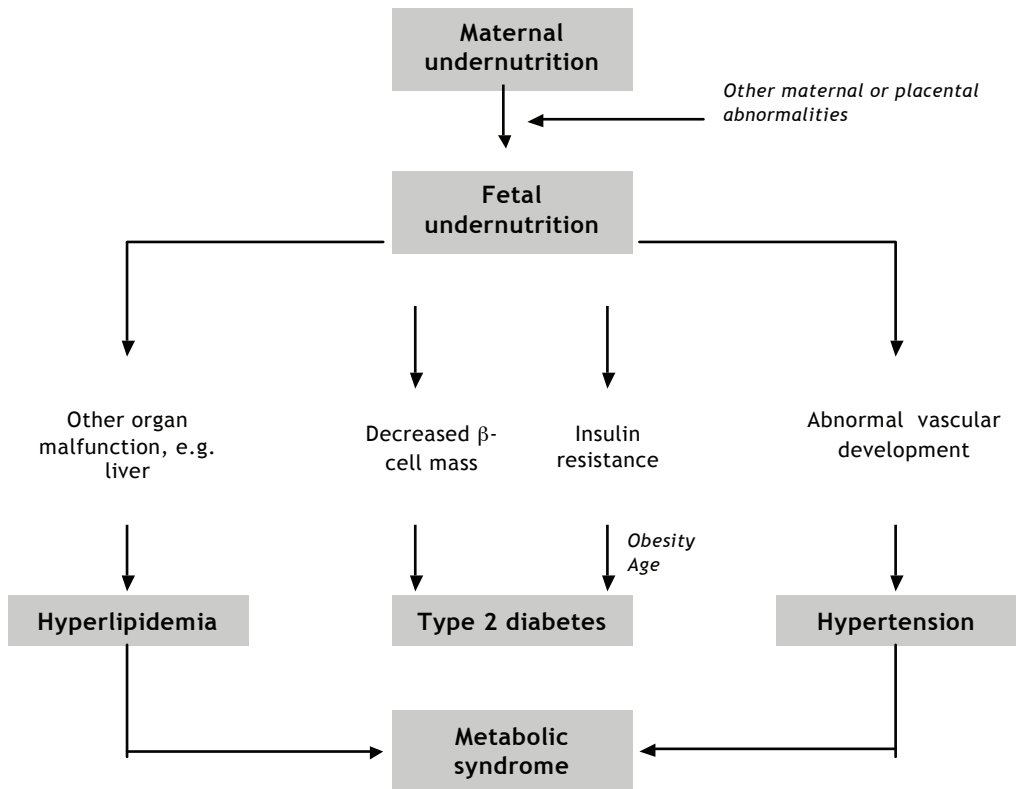 Maternal
undernutrition
Other maternal or placental
abnormalities
Fetal
undernutrition
Other organ
malfunction, e.g.
liver
Decreased β-
cell mass
Insulin
resistance
Abnormal vascular
development
Obesity
Age
Hyperlipidemia
Type 2 diabetes
Hypertension
Metabolic
syndrome